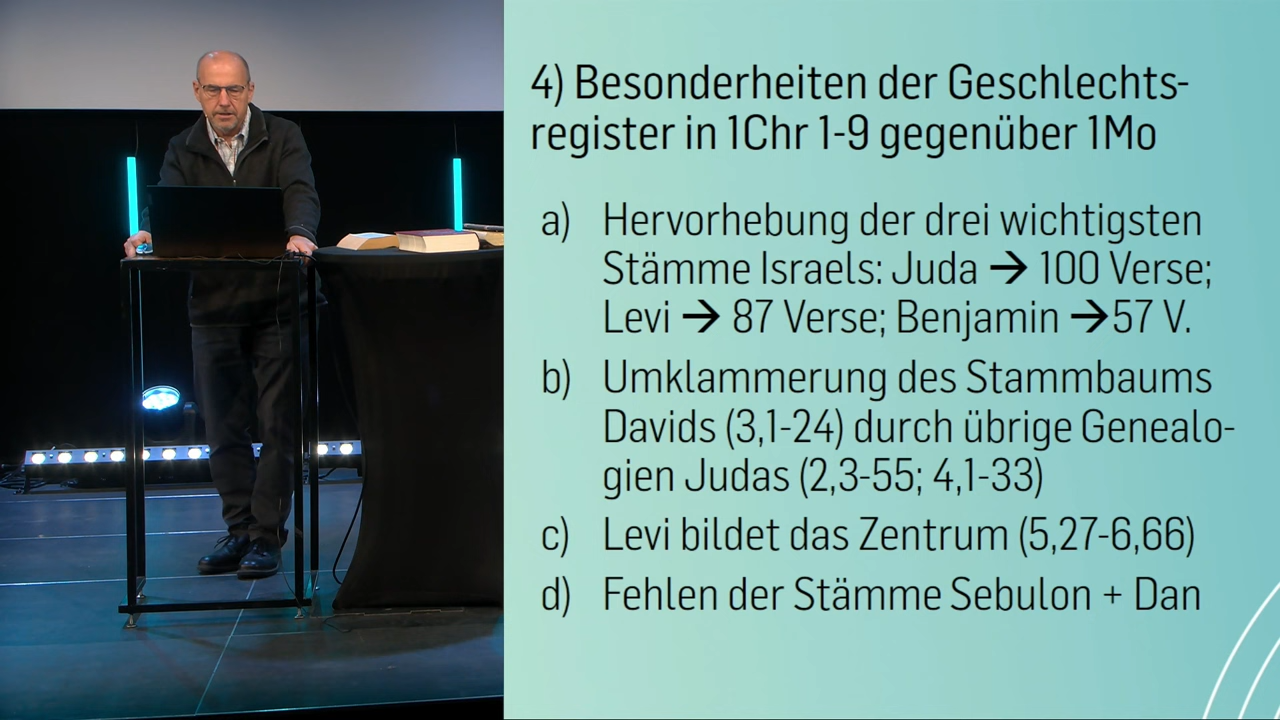 4) Besonderheiten der Geschlechts-
register in 1Chr 1-9 gegenüber 1Mo
a) Hervorhebung der drei wichtigsten
Stämme Israels: Juda → 100 Verse;
Levi → 87 Verse; Benjamin →57 V.
b) Umklammerung des Stammbaums
Davids (3,1-24) durch übrige Genealo-
gien Judas (2,3-55; 4,1-33)
c) Levi bildet das Zentrum (5,27-6,66)
d) Fehlen der Stämme Sebulon + Dan